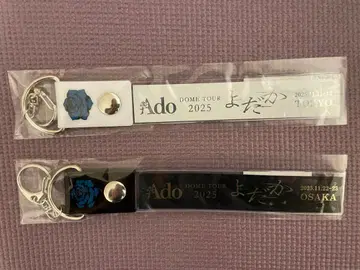 Ado
DOME TOUR
2025
よだか
TOKYO
Ado
DOME TOUR
2025
よだか
2025.11.22-23
OSAKA